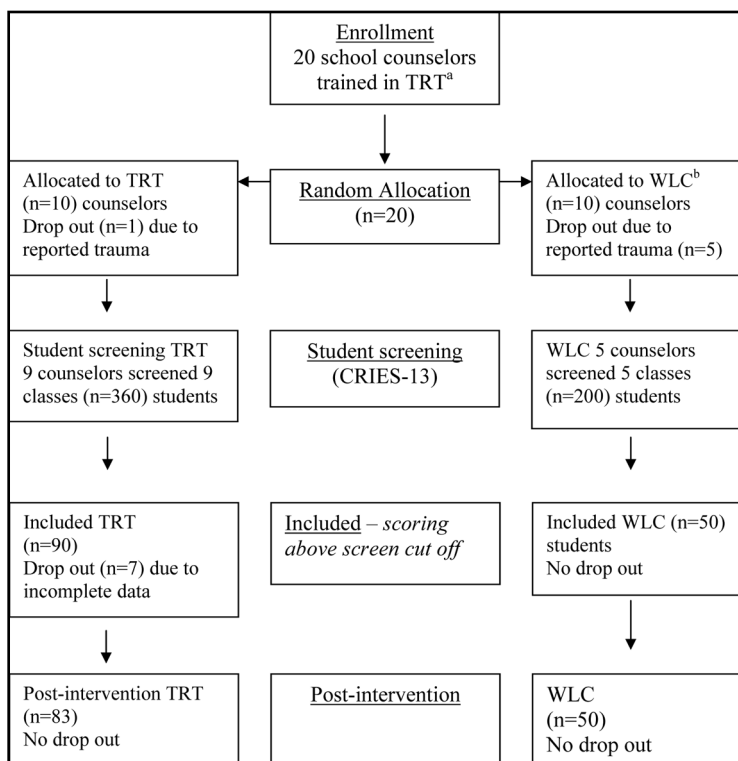 Enrollment
20 school counselors
trained in TRTᵃ
Allocated to TRT
(n=10) counselors
Drop out (n=1) due to
reported trauma
Random Allocation
(n=20)
Allocated to WLCᵇ
(n=10) counselors
Drop out due to
reported trauma (n=5)
Student screening TRT
9 counselors screened 9
classes (n=360) students
Student screening
(CRIES-13)
WLC 5 counselors
screened 5 classes
(n=200) students
Included TRT
(n=90)
Drop out (n=7) due to
incomplete data
Included – scoring
above screen cut off
Included WLC (n=50)
students
No drop out
Post-intervention TRT
(n=83)
No drop out
Post-intervention
WLC
(n=50)
No drop out